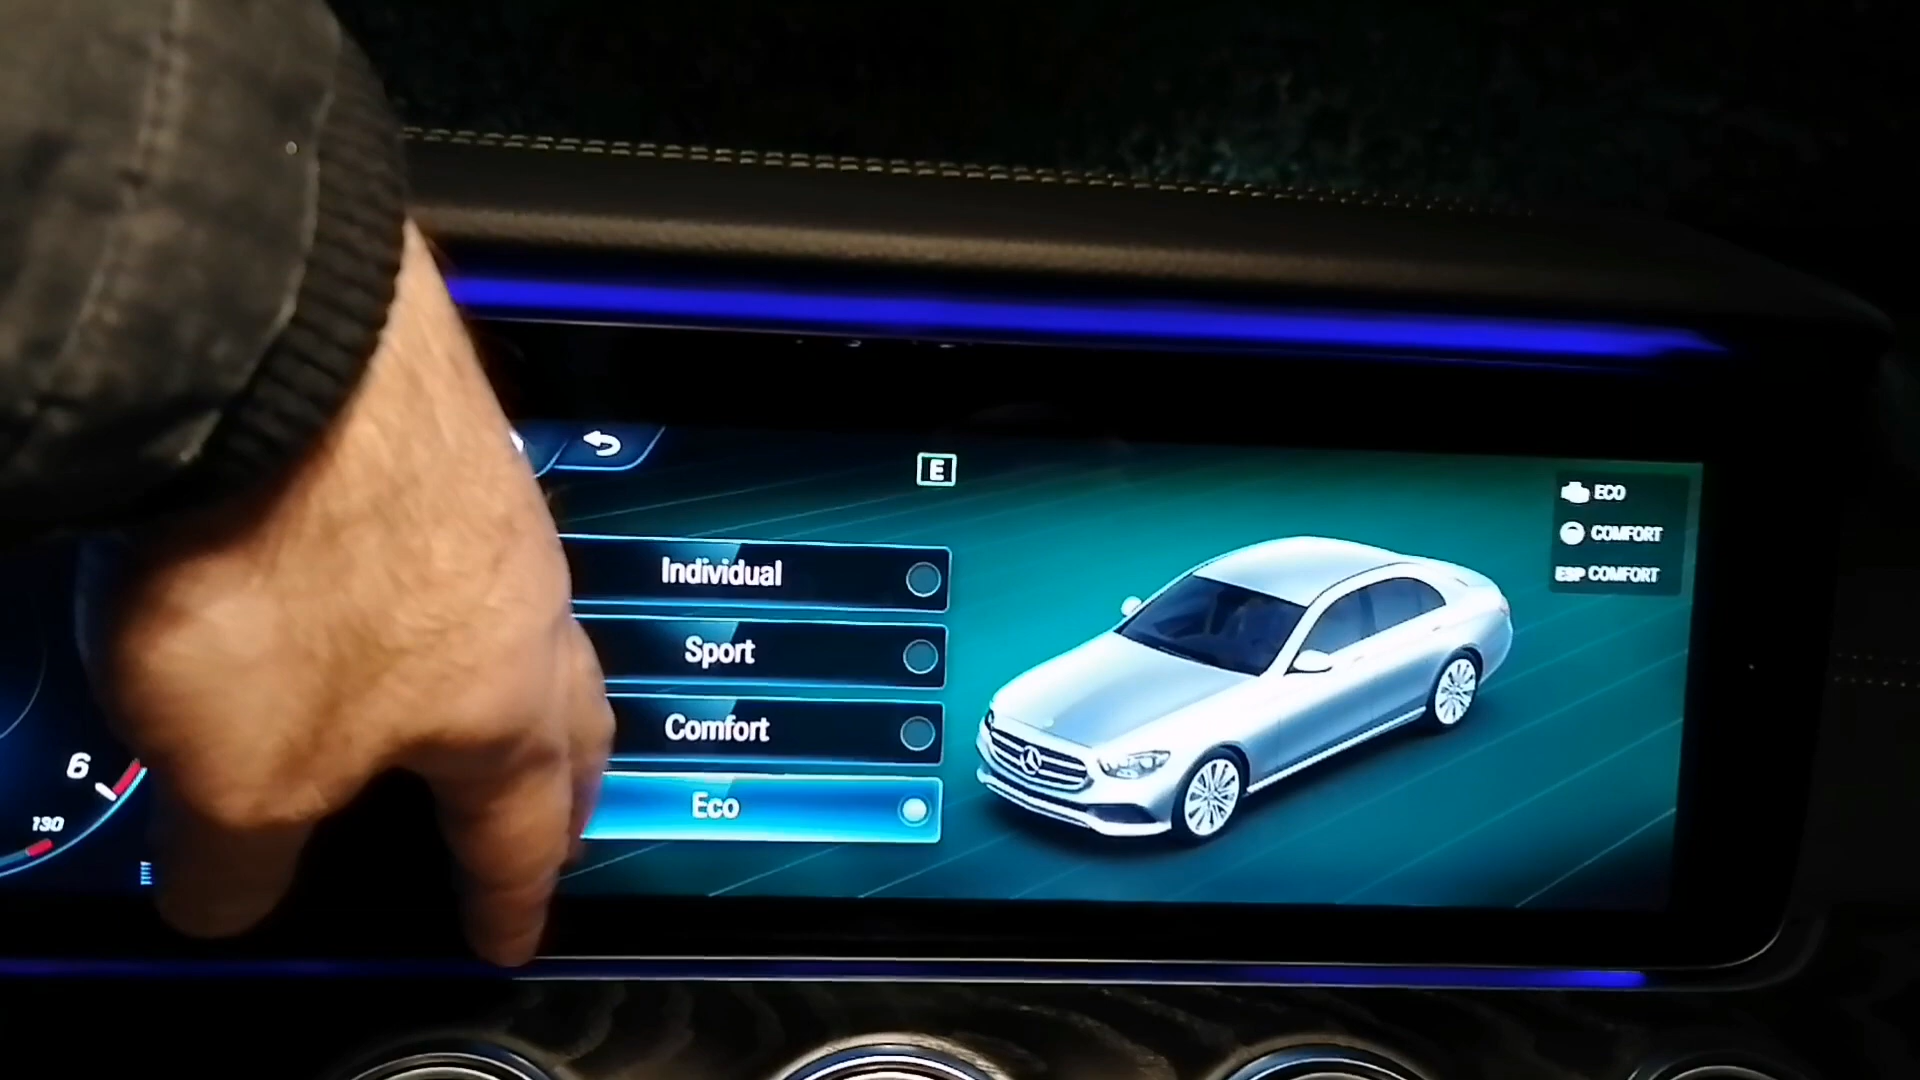 E
ECO
COMFORT
ESP COMFORT
Individual
Sport
Comfort
Eco
6
130